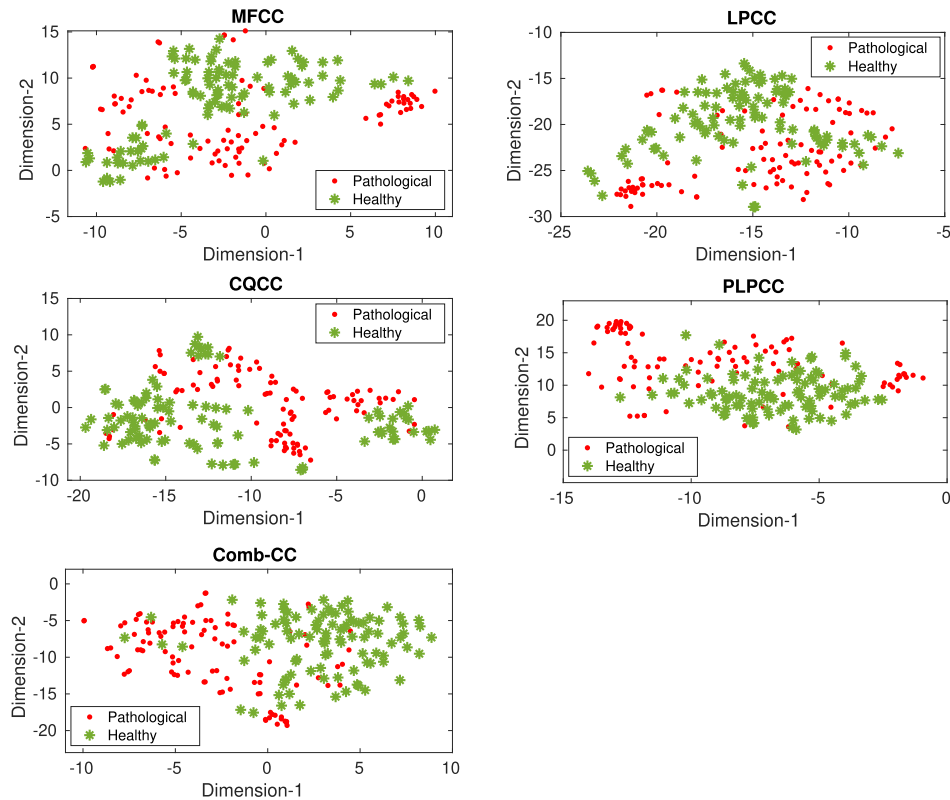 MFCC
15
10
5
0
-5
-10
-5
0
5
10
Dimension-1
Dimension-2
Pathological
Healthy
LPCC
-10
-15
-20
-25
-30
-25
-20
-15
-10
-5
Dimension-1
Dimension-2
Pathological
Healthy
CQCC
15
10
5
0
-5
-10
-20
-15
-10
-5
0
Dimension-1
Dimension-2
Pathological
Healthy
PLPCC
20
15
10
5
0
-15
-10
-5
0
Dimension-1
Dimension-2
Pathological
Healthy
Comb-CC
0
-5
-10
-15
-20
-10
-5
0
5
10
Dimension-1
Dimension-2
Pathological
Healthy